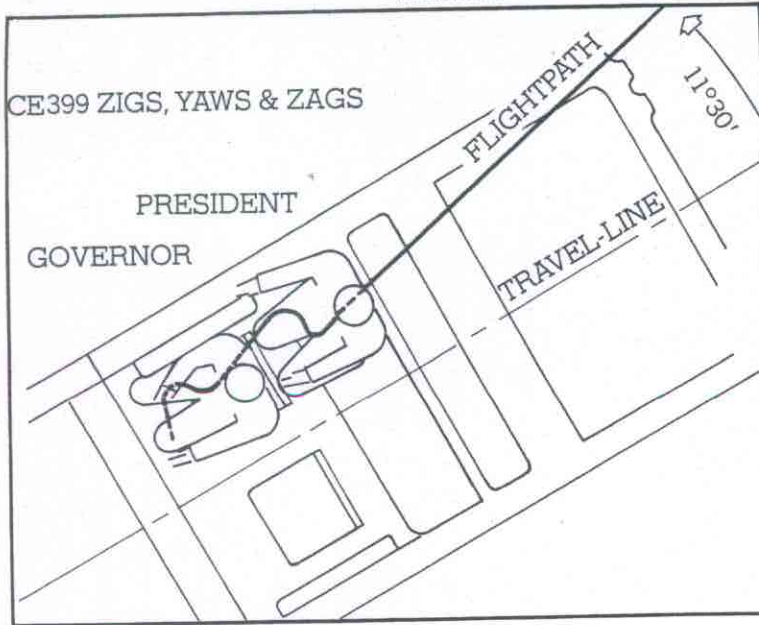 CE399 ZIGS, YAWS & ZAGS
FLIGHTPATH
11°30'
PRESIDENT
GOVERNOR
TRAVEL-LINE